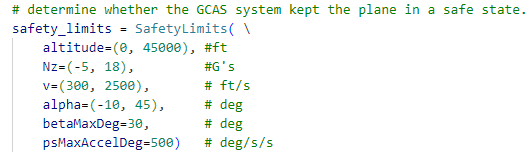 # determine whether the GCAS system kept the plane in a safe state.
safety_limits = SafetyLimits( \
    altitude=(0, 45000), #ft
    Nz=(-5, 18),         #G's
    v=(300, 2500),       # ft/s
    alpha=(-10, 45),     # deg
    betaMaxDeg=30,       # deg
    psMaxAccelDeg=500)   # deg/s/s